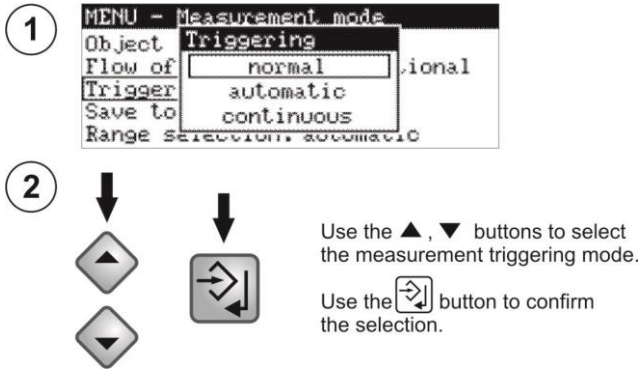 1
MENU - Measurement mode
Triggering
Object
Flow of
normal
ional
Trigger
automatic
Save to
continuous
Range selection: automatic
2
Use the ▲ , ▼ buttons to select
the measurement triggering mode.
Use the button to confirm
the selection.